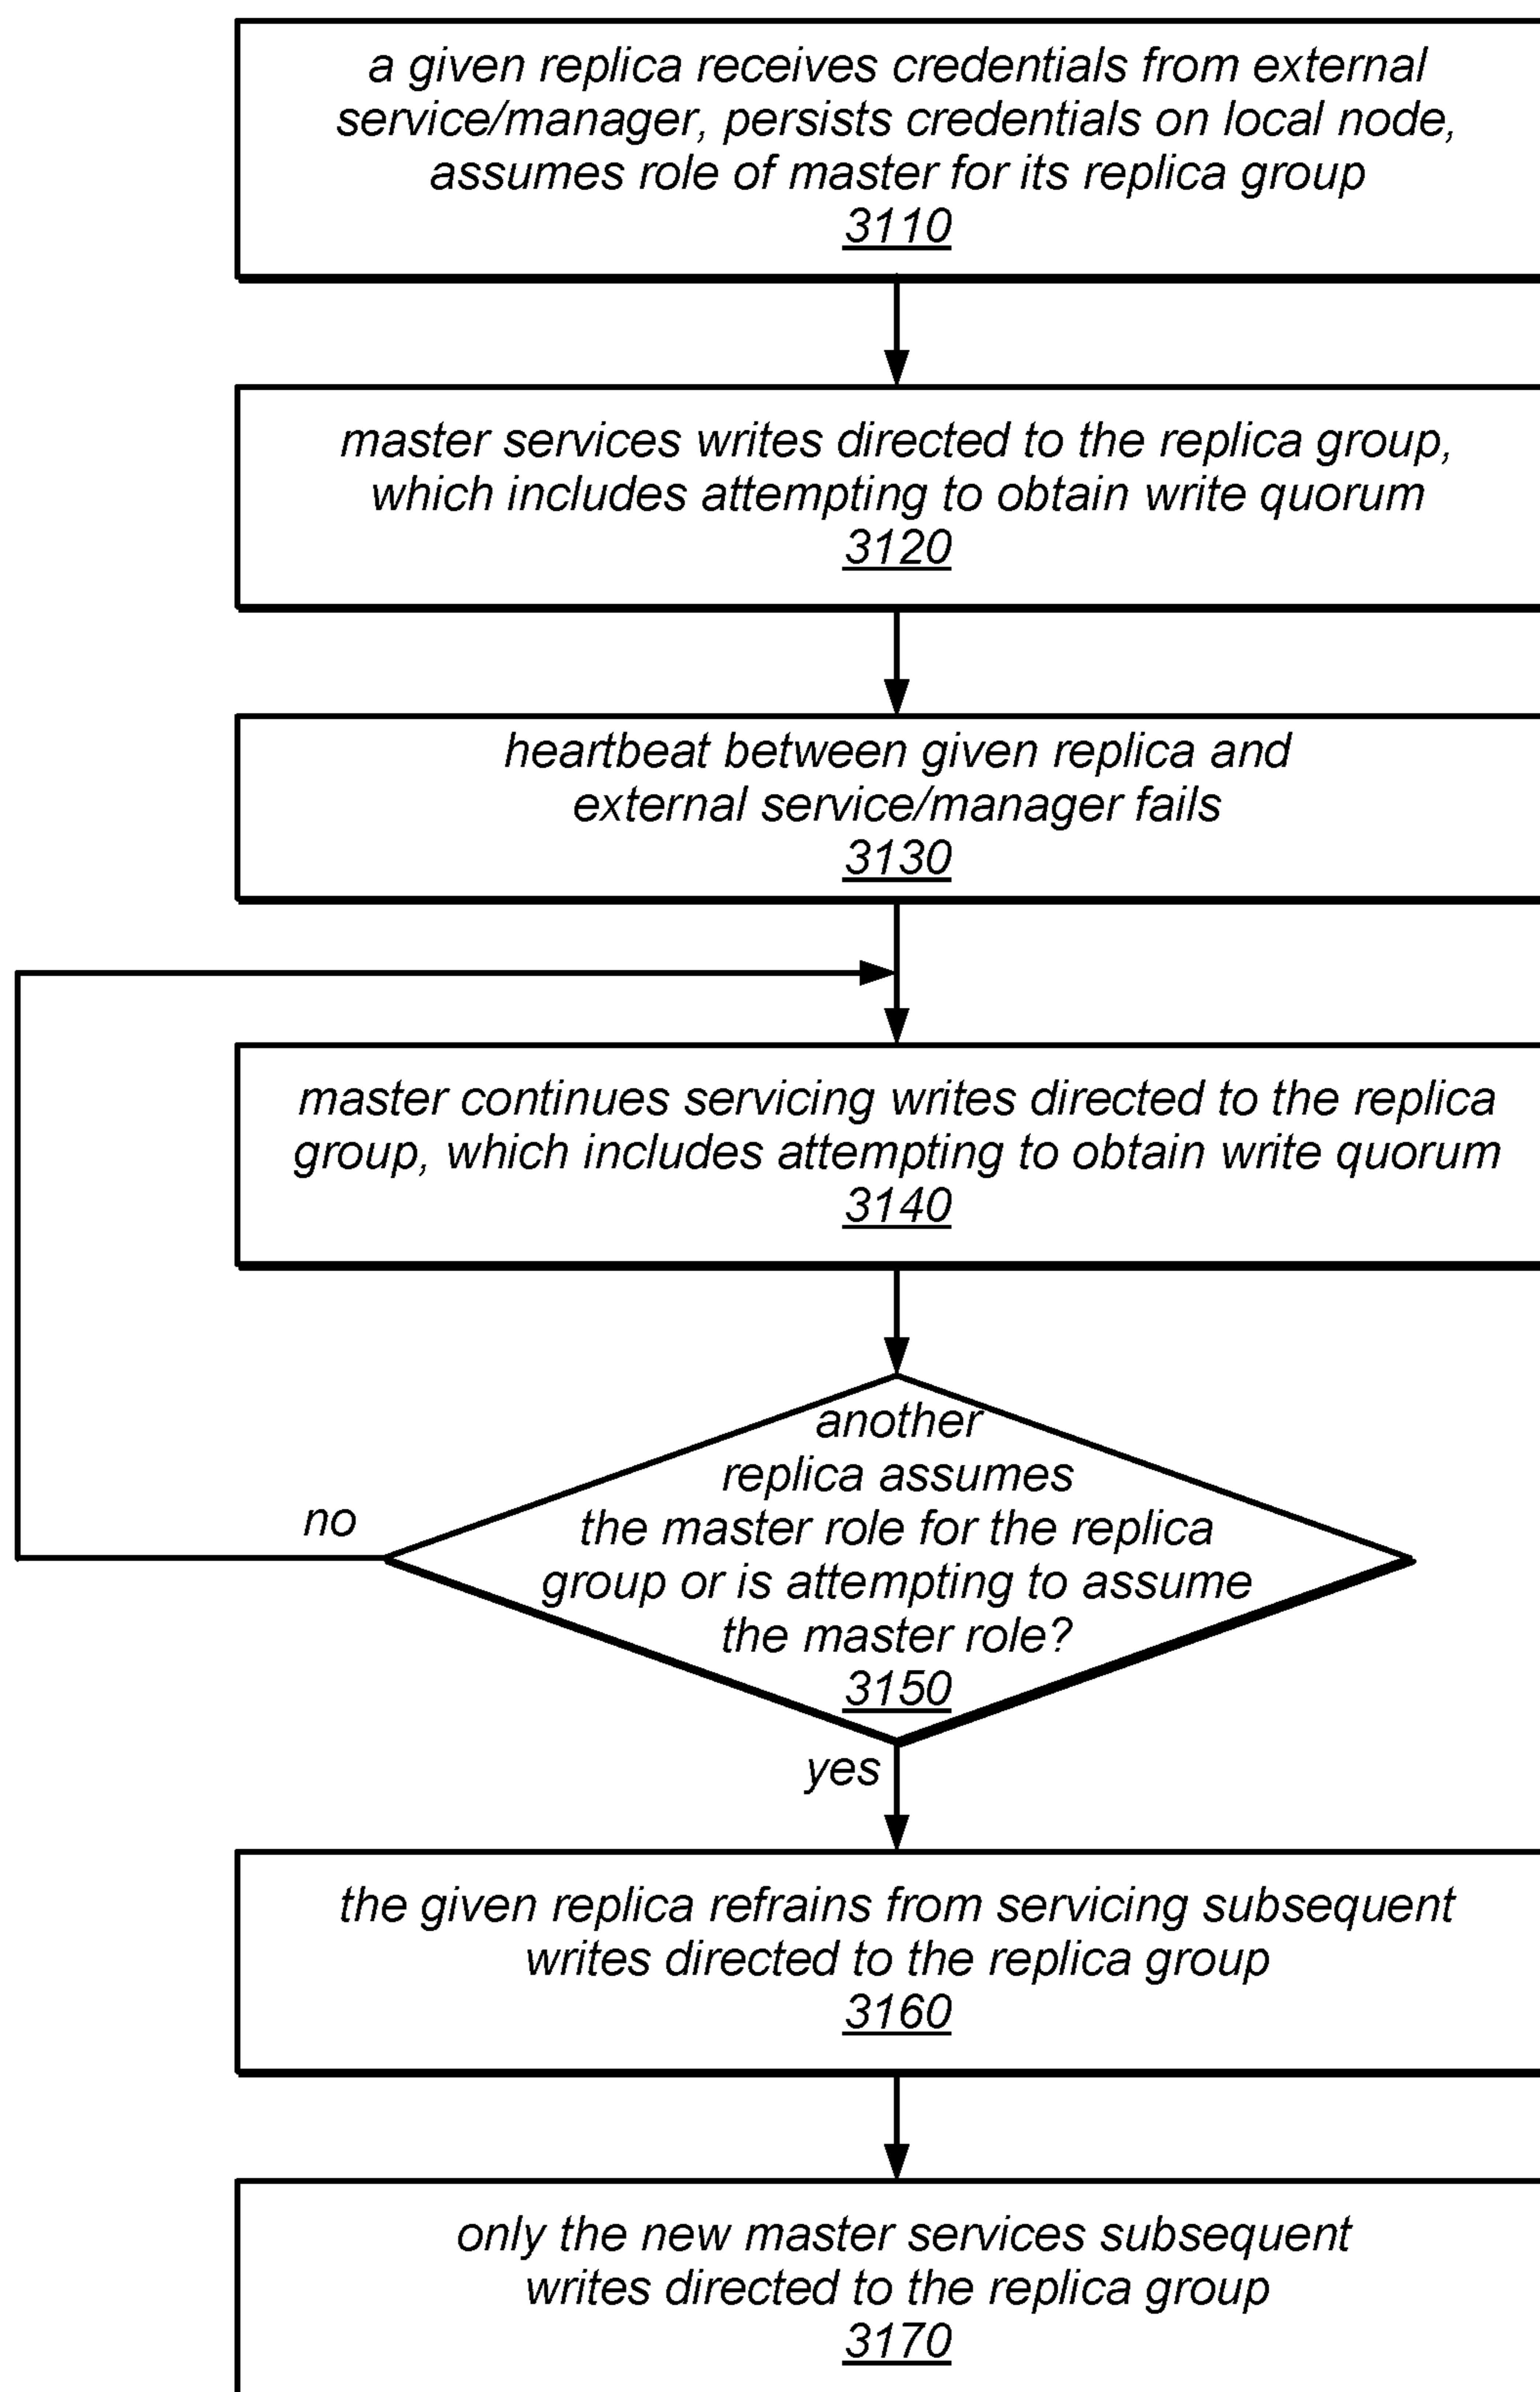 a given replica receives credentials from external
service/manager, persists credentials on local node,
assumes role of master for its replica group
3110
master services writes directed to the replica group,
which includes attempting to obtain write quorum
3120
heartbeat between given replica and
external service/manager fails
3130
master continues servicing writes directed to the replica
group, which includes attempting to obtain write quorum
3140
another
replica assumes
the master role for the replica
group or is attempting to assume
the master role?
3150
no
yes
the given replica refrains from servicing subsequent
writes directed to the replica group
3160
only the new master services subsequent
writes directed to the replica group
3170